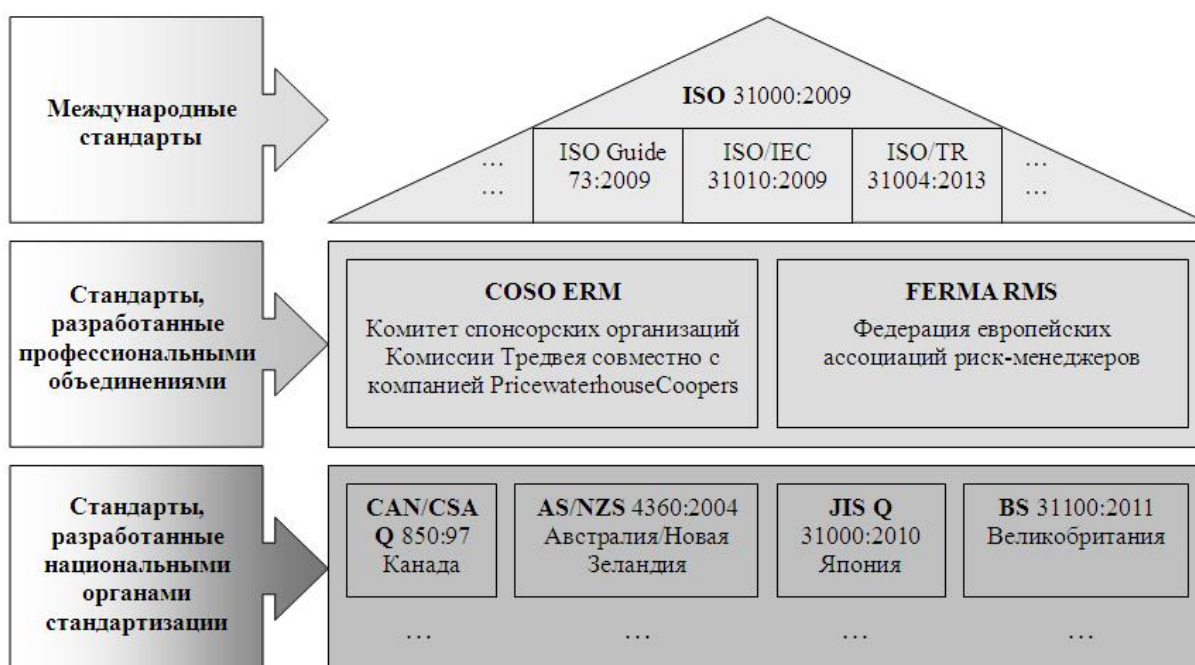 Международные
стандарты
ISO 31000:2009
…
…
ISO Guide
73:2009
ISO/IEC
31010:2009
ISO/TR
31004:2013
…
…
Стандарты,
разработанные
профессиональными
объединениями
COSO ERM
Комитет спонсорских организаций
Комиссии Тредвея совместно с
компанией PricewaterhouseCoopers
FERMA RMS
Федерация европейских
ассоциаций риск-менеджеров
Стандарты,
разработанные
национальными
органами
стандартизации
CAN/CSA
Q 850:97
Канада
AS/NZS 4360:2004
Австралия/Новая
Зеландия
JIS Q
31000:2010
Япония
BS 31100:2011
Великобритания
…
…
…
…